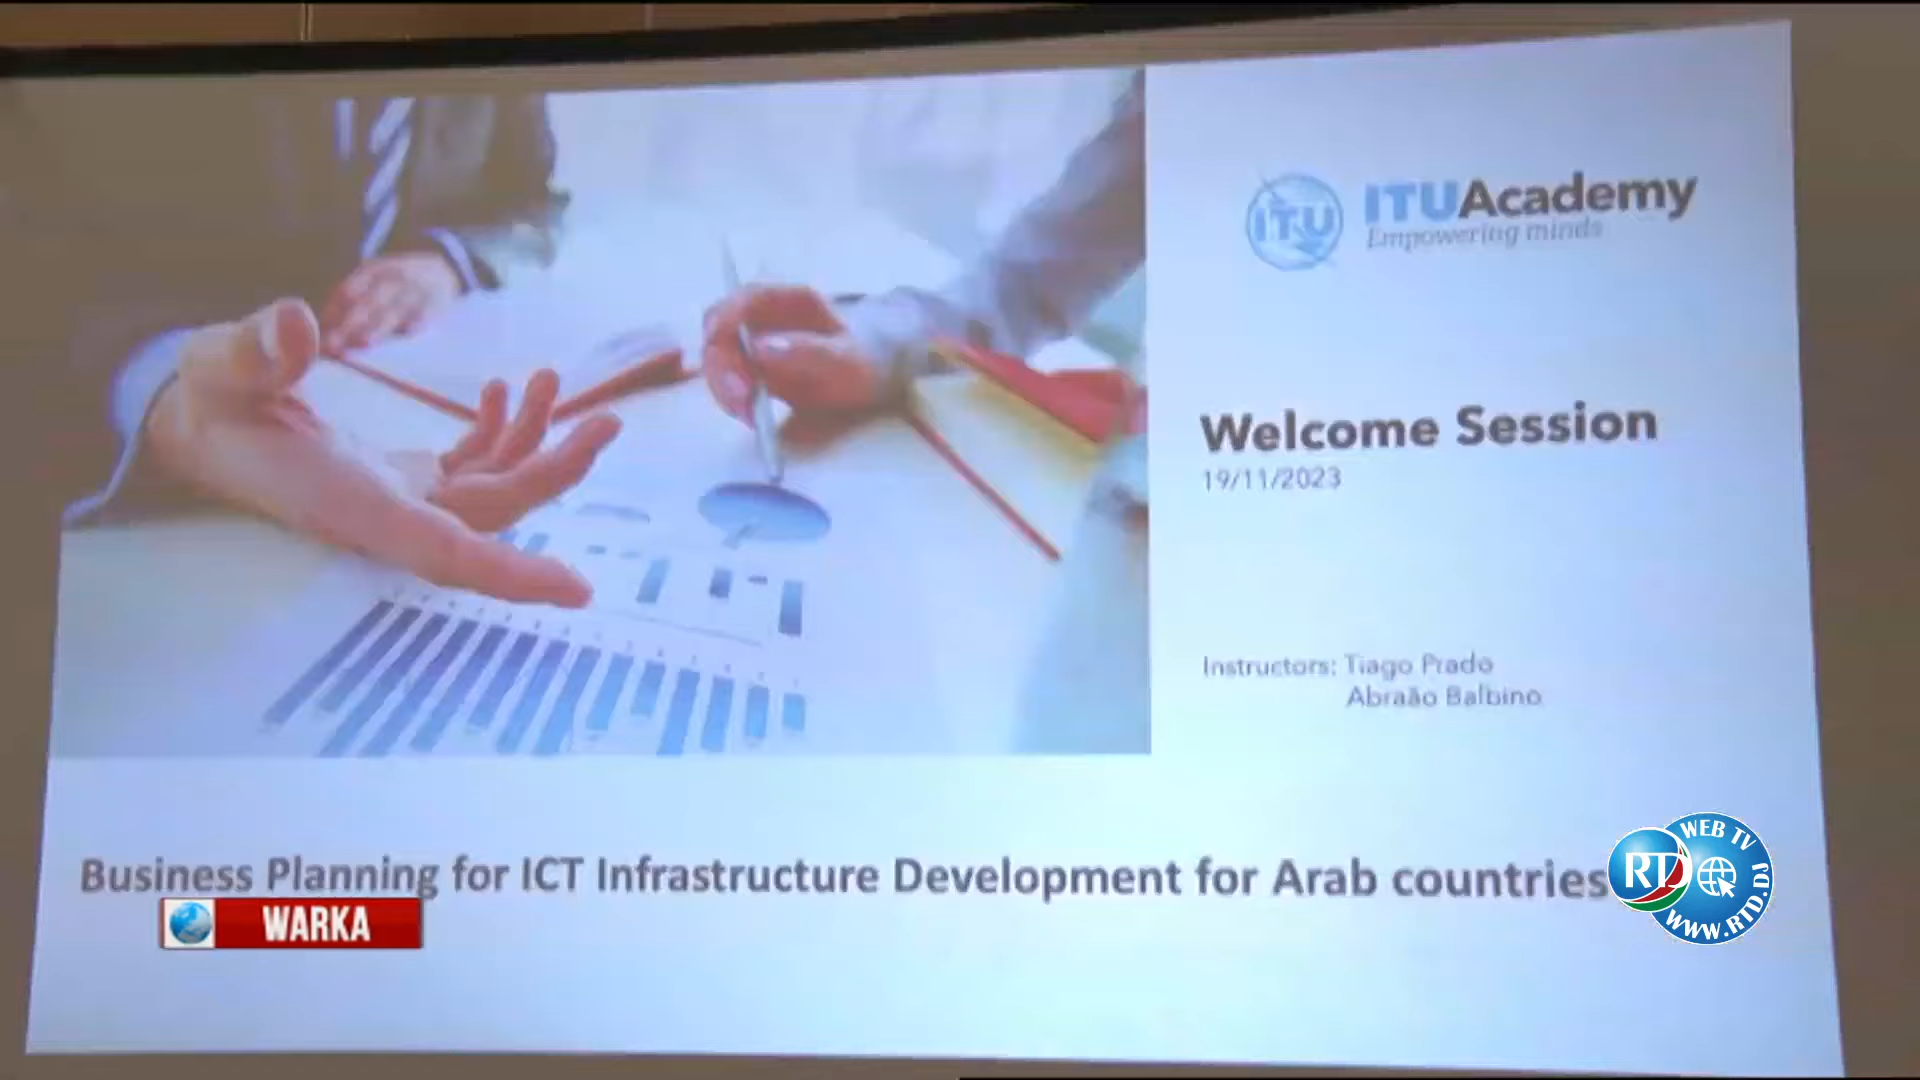 ITU
ITUAcademy
Empowering minds
Welcome Session
19/11/2023
Instructors: Tiago Prado
Abraão Balbino
Business Planning for ICT Infrastructure Development for Arab countries
WARKA
RTD
WEB TV
WWW.RTD.DJ